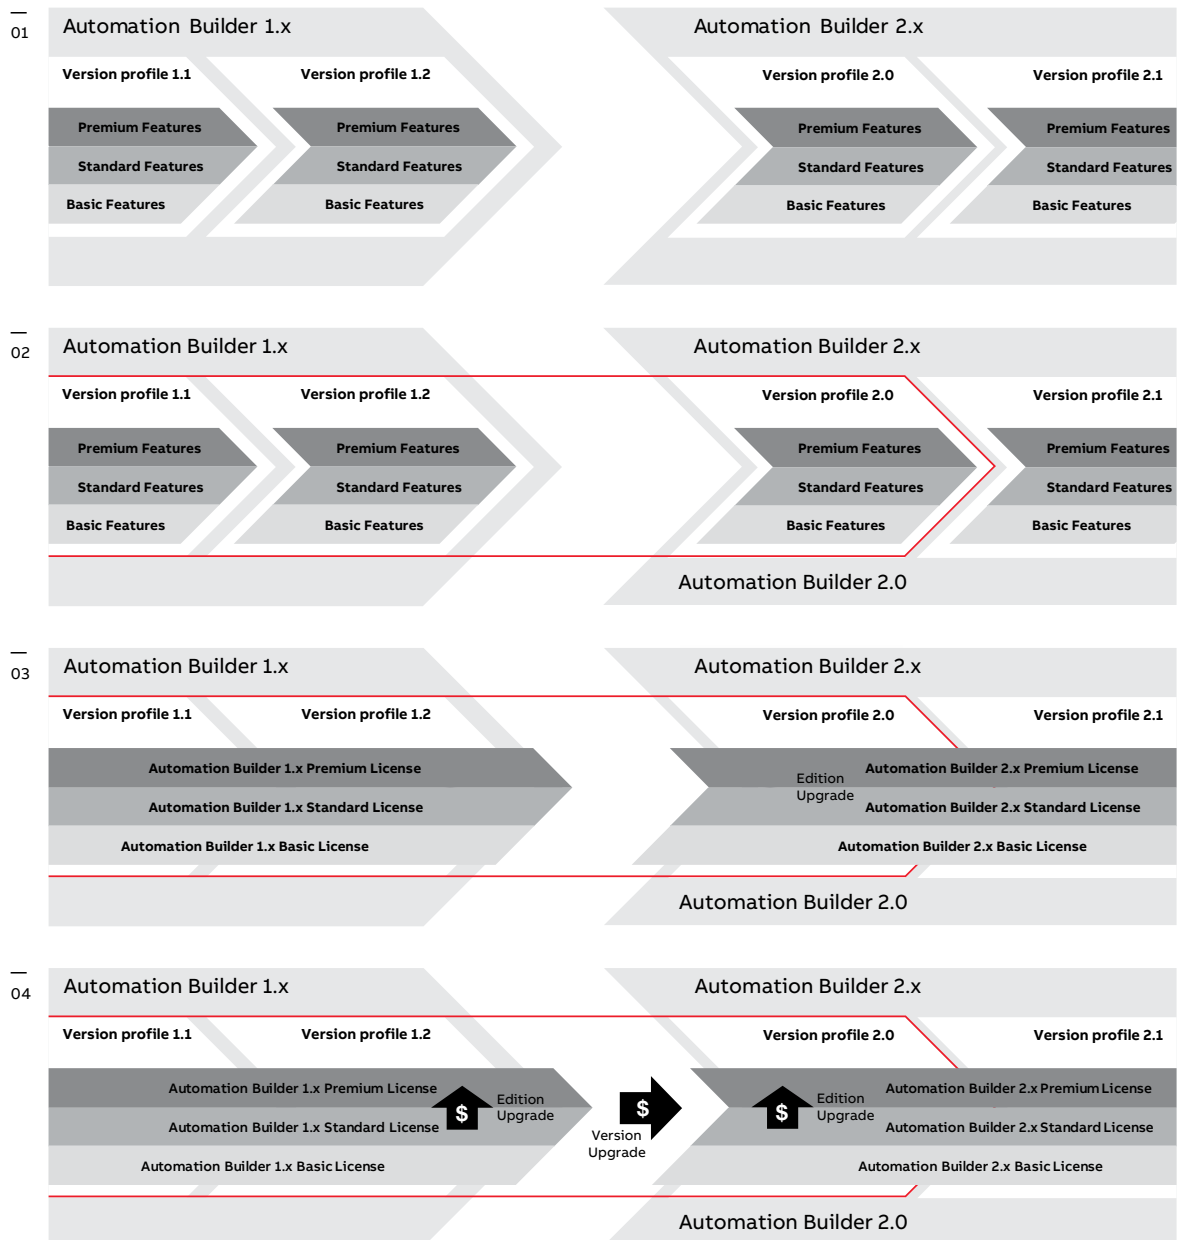 01
Automation Builder 1.x
Automation Builder 2.x
Version profile 1.1
Version profile 1.2
Version profile 2.0
Version profile 2.1
Premium Features
Premium Features
Premium Features
Premium Features
Standard Features
Standard Features
Standard Features
Standard Features
Basic Features
Basic Features
Basic Features
Basic Features
02
Automation Builder 1.x
Automation Builder 2.x
Version profile 1.1
Version profile 1.2
Version profile 2.0
Version profile 2.1
Premium Features
Premium Features
Premium Features
Premium Features
Standard Features
Standard Features
Standard Features
Standard Features
Basic Features
Basic Features
Basic Features
Basic Features
Automation Builder 2.0
03
Automation Builder 1.x
Automation Builder 2.x
Version profile 1.1
Version profile 1.2
Version profile 2.0
Version profile 2.1
Automation Builder 1.x Premium License
Edition
Upgrade
Automation Builder 2.x Premium License
Automation Builder 1.x Standard License
Automation Builder 2.x Standard License
Automation Builder 1.x Basic License
Automation Builder 2.x Basic License
Automation Builder 2.0
04
Automation Builder 1.x
Automation Builder 2.x
Version profile 1.1
Version profile 1.2
Version profile 2.0
Version profile 2.1
Automation Builder 1.x Premium License
$
Edition
Upgrade
$
Version
Upgrade
$
Edition
Upgrade
Automation Builder 2.x Premium License
Automation Builder 1.x Standard License
Automation Builder 2.x Standard License
Automation Builder 1.x Basic License
Automation Builder 2.x Basic License
Automation Builder 2.0